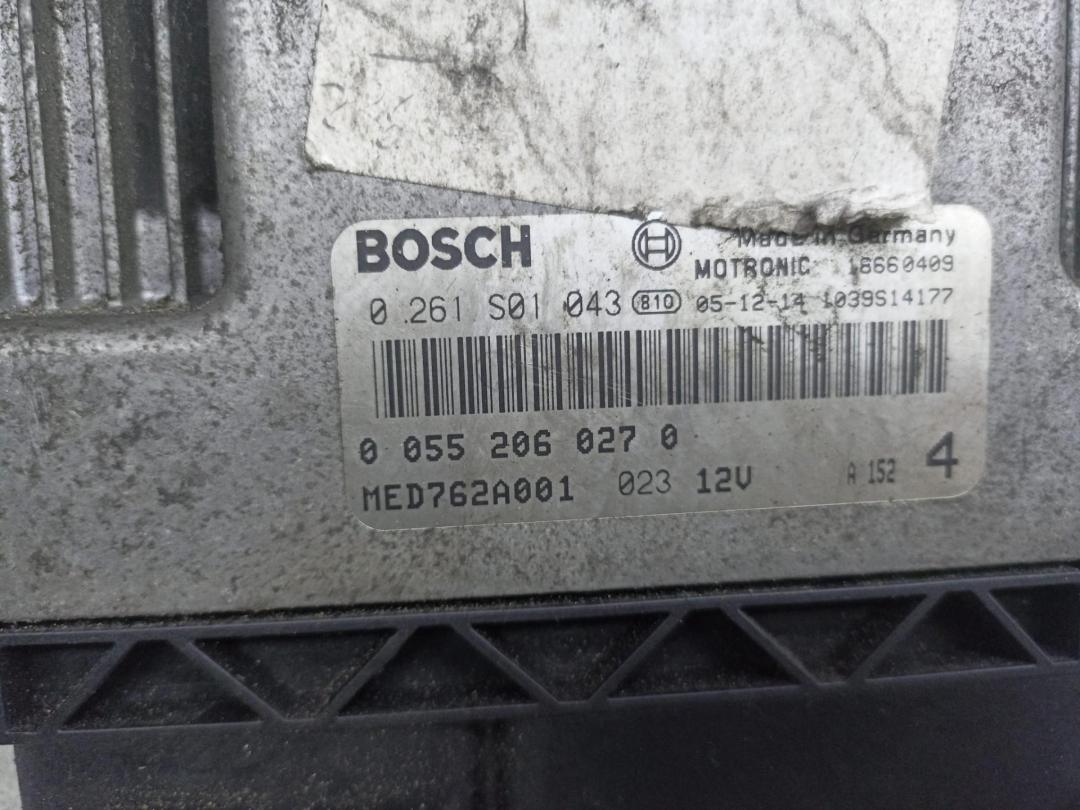 BOSCH Made in Germany
MOTRONIC 18660409
0 261 S01 043 810 05-12-14 1039S14177
0 055 206 027 0
MED762A001 023 12V A 152 4